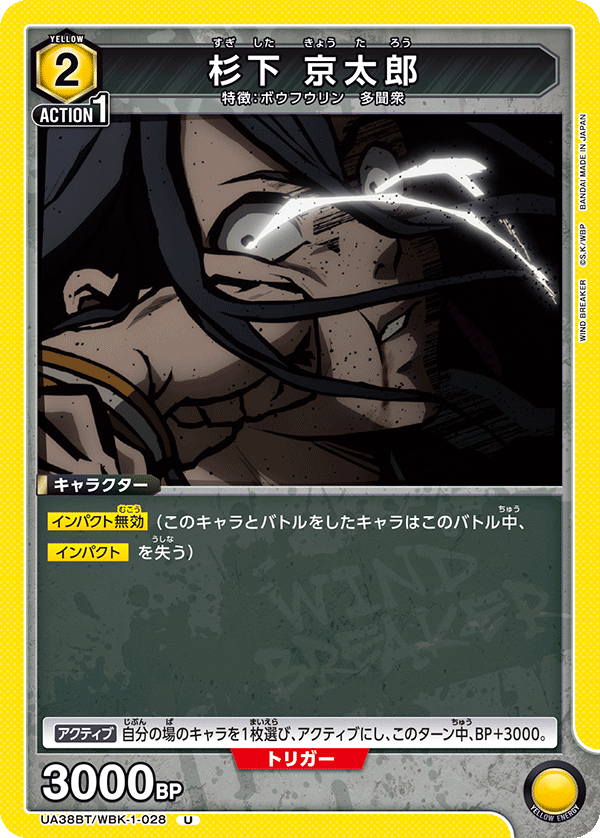 YELLOW
2
ACTION 1
すぎ した きょう た ろう
杉下 京太郎
特徴:ボウフウリン 多聞衆
WIND BREAKER ©S.K/WBP BANDAI MADE IN JAPAN
キャラクター
むこう ちゅう
インパクト無効 (このキャラとバトルをしたキャラはこのバトル中、
うしな
インパクト を失う)
WIND
BREAKER
じぶん ば まいえら ちゅう
アクティブ 自分の場のキャラを1枚選び、アクティブにし、このターン中、BP+3000。
トリガー
3000BP
YELLOW ENERGY
UA38BT/WBK-1-028 U